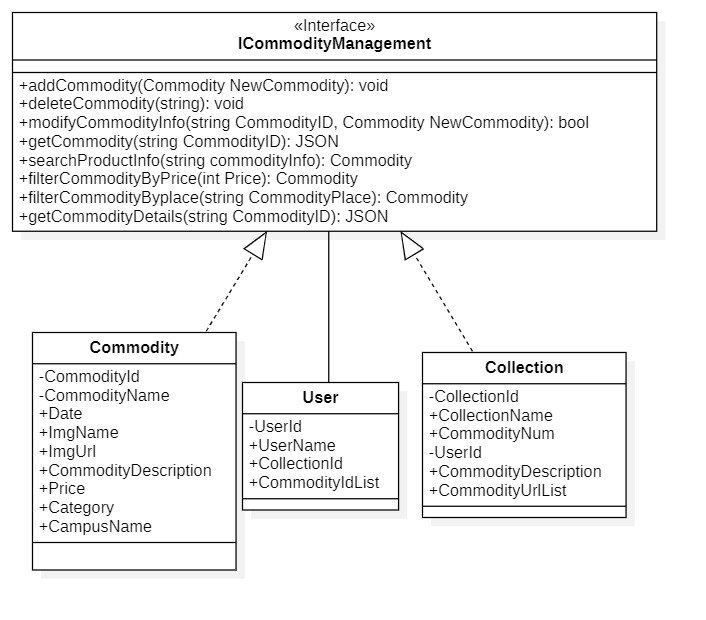 «Interface»
ICommodityManagement
+addCommodity(Commodity NewCommodity): void
+deleteCommodity(string): void
+modifyCommodityInfo(string CommodityID, Commodity NewCommodity): bool
+getCommodity(string CommodityID): JSON
+searchProductInfo(string commodityInfo): Commodity
+filterCommodityByPrice(int Price): Commodity
+filterCommodityByplace(string CommodityPlace): Commodity
+getCommodityDetails(string CommodityID): JSON
Commodity
-CommodityId
-CommodityName
+Date
+ImgName
+ImgUrl
+CommodityDescription
+Price
+Category
+CampusName
User
-UserId
+UserName
+CollectionId
+CommodityIdList
Collection
-CollectionId
+CollectionName
+CommodityNum
-UserId
+CommodityDescription
+CommodityUrlList